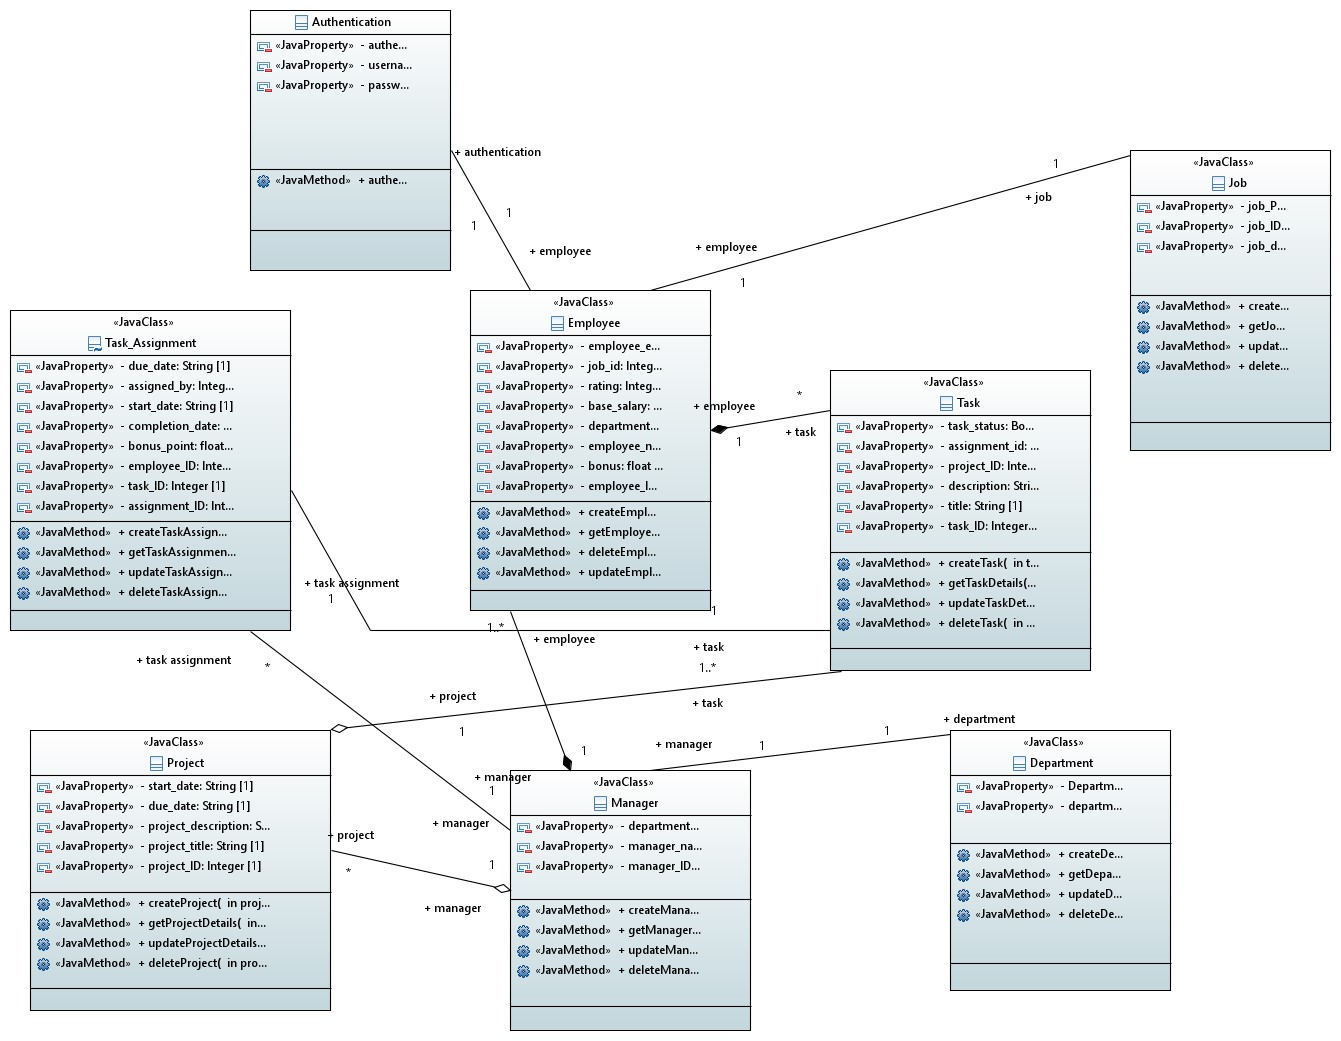 Authentication
«JavaProperty» - authe...
«JavaProperty» - userna...
«JavaProperty» - passw...
«JavaMethod» + authe...
+ authentication
1
1
+ employee
+ employee
1
1
+ job
«JavaClass»
Job
«JavaProperty» - job_P...
«JavaProperty» - job_ID...
«JavaProperty» - job_d...
«JavaMethod» + create...
«JavaMethod» + getJo...
«JavaMethod» + updat...
«JavaMethod» + delete...
«JavaClass»
Task_Assignment
«JavaProperty» - due_date: String [1]
«JavaProperty» - assigned_by: Integ...
«JavaProperty» - start_date: String [1]
«JavaProperty» - completion_date: ...
«JavaProperty» - bonus_point: float...
«JavaProperty» - employee_ID: Inte...
«JavaProperty» - task_ID: Integer [1]
«JavaProperty» - assignment_ID: Int...
«JavaMethod» + createTaskAssign...
«JavaMethod» + getTaskAssignmen...
«JavaMethod» + updateTaskAssign...
«JavaMethod» + deleteTaskAssign...
«JavaClass»
Employee
«JavaProperty» - employee_e...
«JavaProperty» - job_id: Integ...
«JavaProperty» - rating: Integ...
«JavaProperty» - base_salary: ...
«JavaProperty» - department...
«JavaProperty» - employee_n...
«JavaProperty» - bonus: float ...
«JavaProperty» - employee_I...
«JavaMethod» + createEmpl...
«JavaMethod» + getEmploye...
«JavaMethod» + deleteEmpl...
«JavaMethod» + updateEmpl...
+ employee
1
*
+ task
«JavaClass»
Task
«JavaProperty» - task_status: Bo...
«JavaProperty» - assignment_id: ...
«JavaProperty» - project_ID: Inte...
«JavaProperty» - description: Stri...
«JavaProperty» - title: String [1]
«JavaProperty» - task_ID: Integer...
«JavaMethod» + createTask( in t...
«JavaMethod» + getTaskDetails(...
«JavaMethod» + updateTaskDet...
«JavaMethod» + deleteTask( in ...
+ task assignment
1
1
+ task
1..*
+ employee
+ task assignment
*
+ project
1
1..*
+ task
1
+ manager
1
1
+ department
+ manager
1
+ manager
+ project
*
1
+ manager
«JavaClass»
Project
«JavaProperty» - start_date: String [1]
«JavaProperty» - due_date: String [1]
«JavaProperty» - project_description: S...
«JavaProperty» - project_title: String [1]
«JavaProperty» - project_ID: Integer [1]
«JavaMethod» + createProject( in proj...
«JavaMethod» + getProjectDetails( in...
«JavaMethod» + updateProjectDetails...
«JavaMethod» + deleteProject( in pro...
«JavaClass»
Manager
«JavaProperty» - department...
«JavaProperty» - manager_na...
«JavaProperty» - manager_ID...
«JavaMethod» + createMana...
«JavaMethod» + getManager...
«JavaMethod» + updateMan...
«JavaMethod» + deleteMana...
«JavaClass»
Department
«JavaProperty» - Departm...
«JavaProperty» - departm...
«JavaMethod» + createDe...
«JavaMethod» + getDepa...
«JavaMethod» + updateD...
«JavaMethod» + deleteDe...